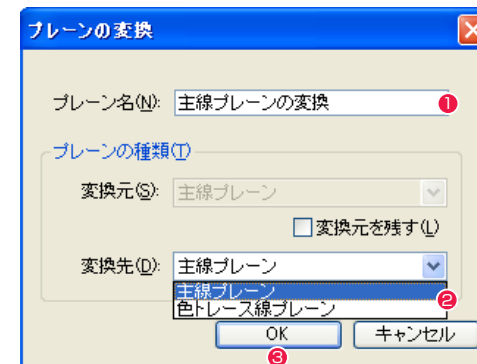 プレーンの変換
プレーン名(N): 主線プレーンの変換 1
プレーンの種類(T)
変換元(S): 主線プレーン
変換元を残す(L)
変換先(D): 主線プレーン
主線プレーン
色トレース線プレーン 2
OK キャンセル
3